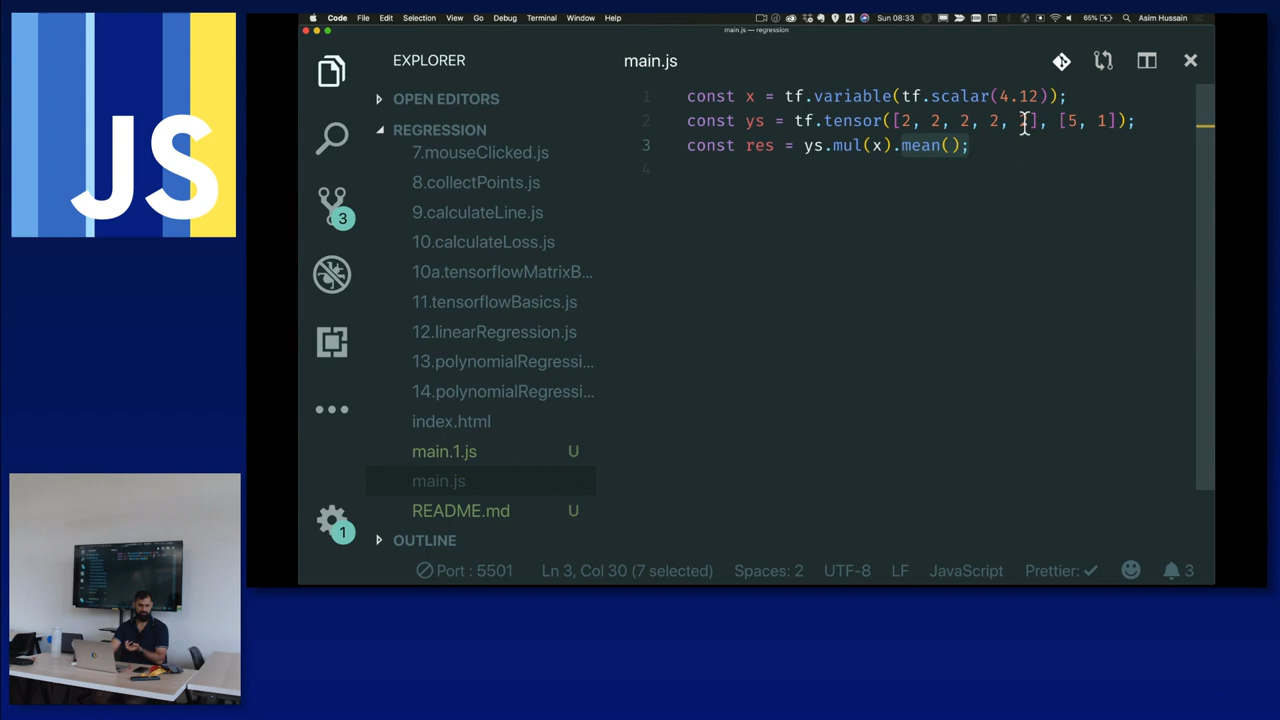 JS
Code File Edit Selection View Go Debug Terminal Window Help
Sun 08:33
65%
Asim Hussain
main.js — regression
EXPLORER
main.js
OPEN EDITORS
REGRESSION
7.mouseClicked.js
8.collectPoints.js
9.calculateLine.js
10.calculateLoss.js
10a.tensorflowMatrixB...
11.tensorflowBasics.js
12.linearRegression.js
13.polynomialRegressi...
14.polynomialRegressi...
index.html
main.1.js U
main.js
README.md U
OUTLINE
3
1
1 const x = tf.variable(tf.scalar(4.12));
2 const ys = tf.tensor([2, 2, 2, 2, ], [5, 1]);
3 const res = ys.mul(x).mean();
4
Port : 5501 Ln 3, Col 30 (7 selected) Spaces: 2 UTF-8 LF JavaScript Prettier: ✓ 3